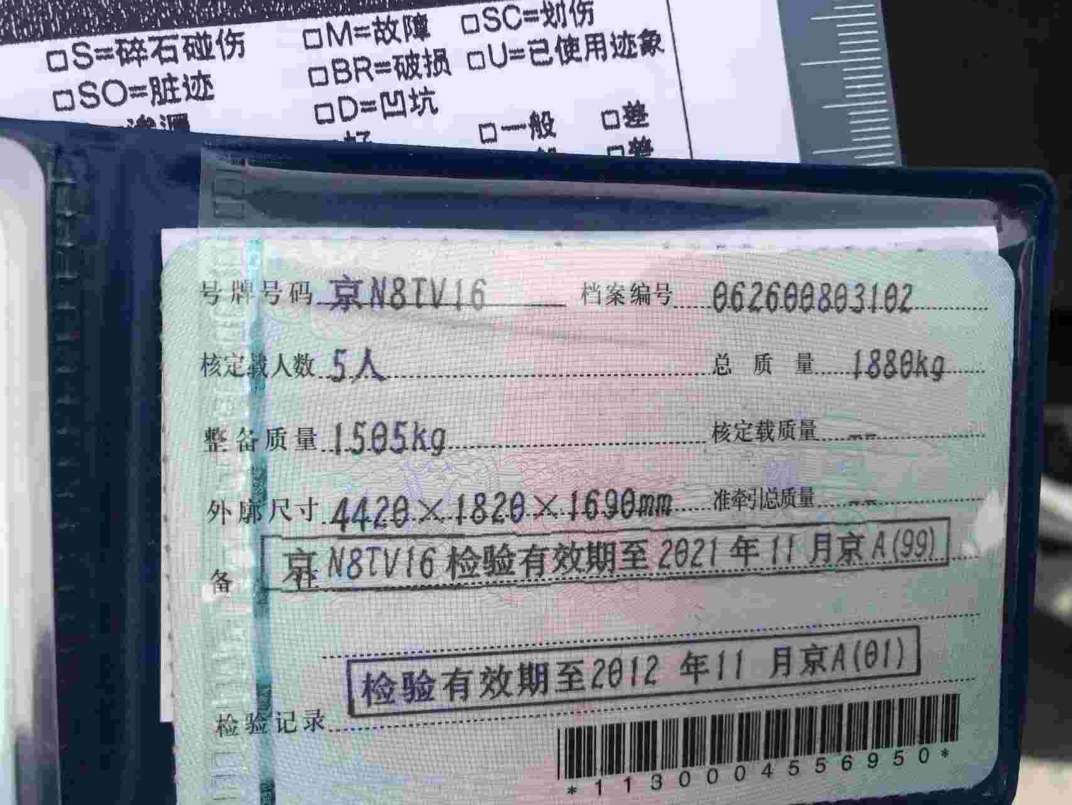 □S=碎石碰伤 □M=故障 □SC=划伤
□SO=脏迹 □BR=破损 □U=已使用迹象
□D=凹坑
□一般 □差
号牌号码 京N8TV16 档案编号 062600803102
核定载人数 5人 总质量 1880kg
整备质量 1505kg 核定载质量 --
外廓尺寸 4420×1820×1690mm 准牵引总质量 --
备 京N8TV16检验有效期至2021年11月京A(99)
检验有效期至2012 年11 月京A(01)
检验记录
*1130004556950*